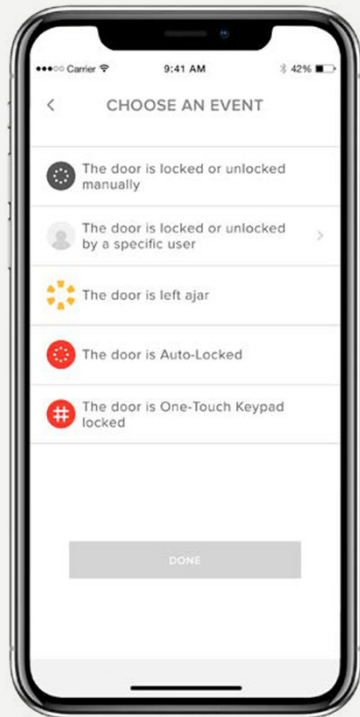 Carrier 9:41 AM 42%
CHOOSE AN EVENT
The door is locked or unlocked
manually
The door is locked or unlocked
by a specific user
The door is left ajar
The door is Auto-Locked
The door is One-Touch Keypad
locked
DONE